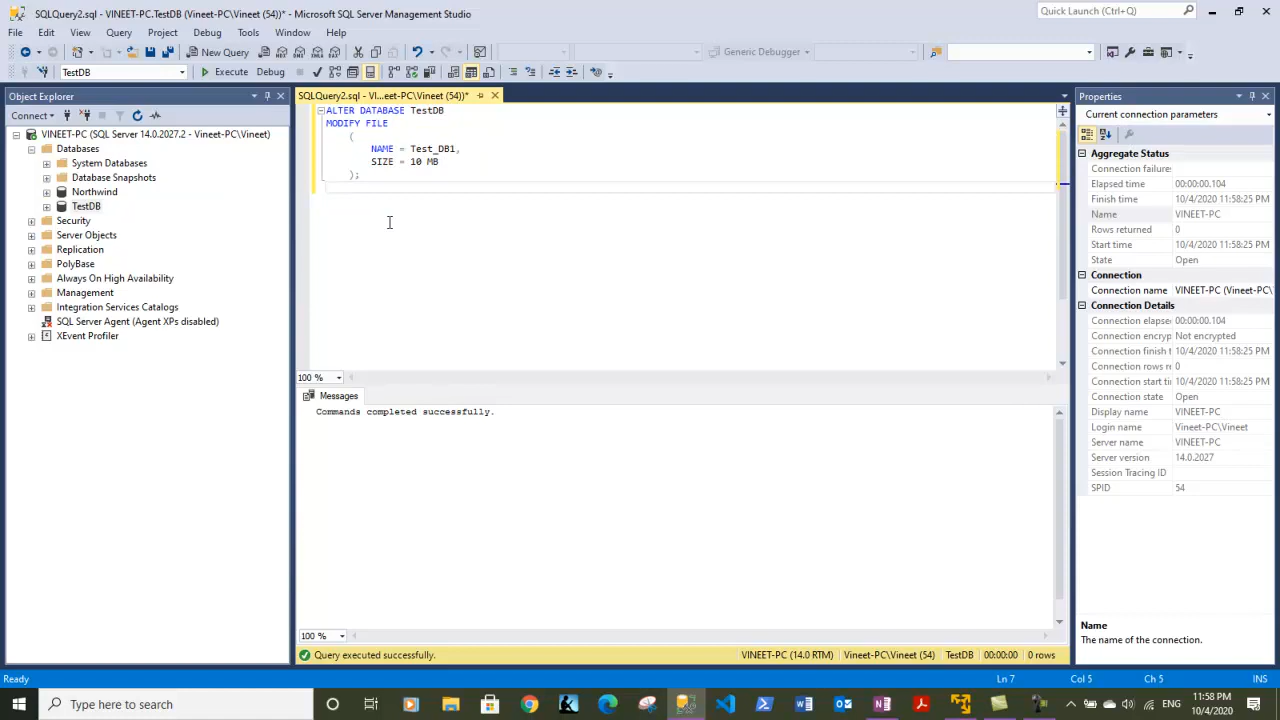 SQLQuery2.sql - VINEET-PC.TestDB (Vineet-PC\Vineet (54))* - Microsoft SQL Server Management Studio
Quick Launch (Ctrl+Q)
File Edit View Query Project Debug Tools Window Help
New Query
Generic Debugger
TestDB
Execute Debug
Object Explorer
Connect
VINEET-PC (SQL Server 14.0.2027.2 - Vineet-PC\Vineet)
Databases
System Databases
Database Snapshots
Northwind
TestDB
Security
Server Objects
Replication
PolyBase
Always On High Availability
Management
Integration Services Catalogs
SQL Server Agent (Agent XPs disabled)
XEvent Profiler
SQLQuery2.sql - VI...eet-PC\Vineet (54))*
ALTER DATABASE TestDB
MODIFY FILE
(
NAME = Test_DB1,
SIZE = 10 MB
);
100 %
Messages
Commands completed successfully.
100 %
Query executed successfully.
VINEET-PC (14.0 RTM) Vineet-PC\Vineet (54) TestDB 00:00:00 0 rows
Properties
Current connection parameters
Aggregate Status
Connection failure
Elapsed time 00:00:00.104
Finish time 10/4/2020 11:58:25 PM
Name VINEET-PC
Rows returned 0
Start time 10/4/2020 11:58:25 PM
State Open
Connection
Connection name VINEET-PC (Vineet-PC\
Connection Details
Connection elapse 00:00:00.104
Connection encryp Not encrypted
Connection finish t 10/4/2020 11:58:25 PM
Connection rows r 0
Connection start ti 10/4/2020 11:58:25 PM
Connection state Open
Display name VINEET-PC
Login name Vineet-PC\Vineet
Server name VINEET-PC
Server version 14.0.2027
Session Tracing ID
SPID 54
Name
The name of the connection.
Ready
Ln 7 Col 5 Ch 5 INS
Type here to search
ENG
11:58 PM
10/4/2020